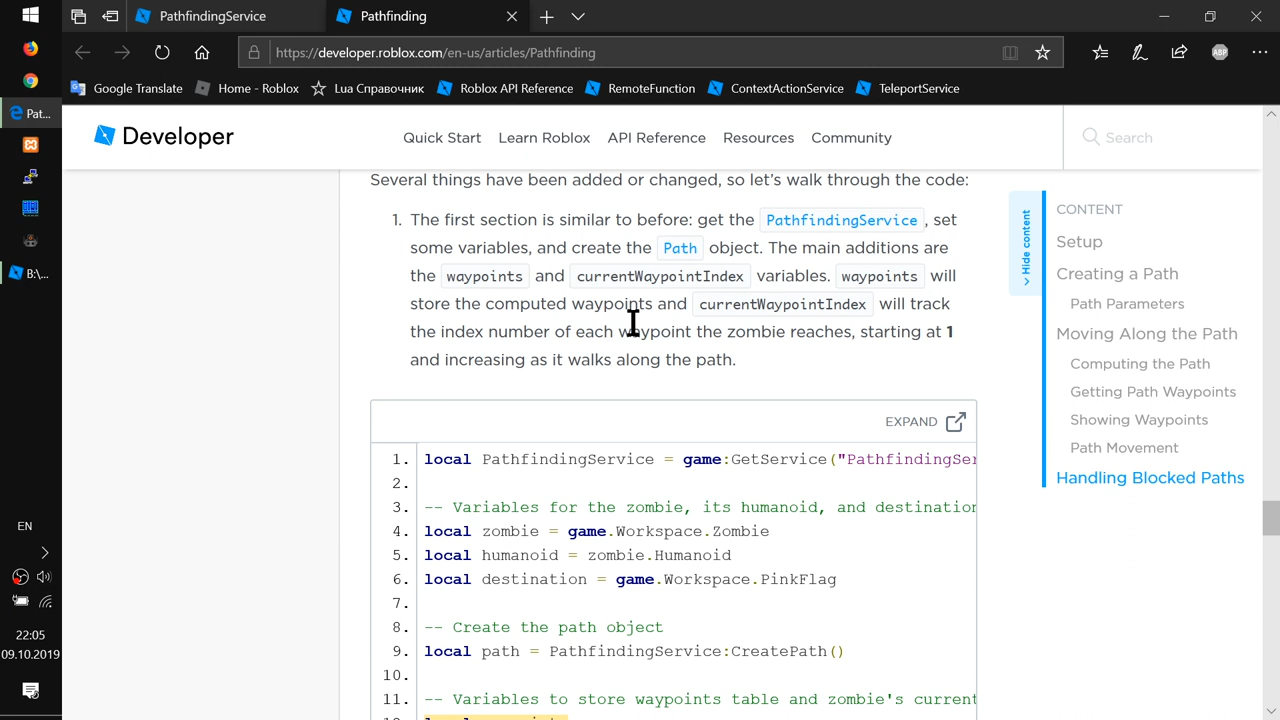 PathfindingService
Pathfinding
https://developer.roblox.com/en-us/articles/Pathfinding
ABP
Google Translate
Home - Roblox
Lua Справочник
RemoteFunction
ContextActionService
TeleportService
Pat...
B:\...
EN
22:05
09.10.2019
Developer
Quick Start
Learn Roblox
API Reference
Resources
Community
Search
Several things have been added or changed, so let's walk through the code:
1. The first section is similar to before: get the PathfindingService, set
some variables, and create the Path object. The main additions are
the waypoints and currentWaypointIndex variables. waypoints will
store the computed waypoints and currentWaypointIndex will track
the index number of each waypoint the zombie reaches, starting at 1
and increasing as it walks along the path.
EXPAND
1. local PathfindingService = game:GetService("PathfindingSer
2.
3. -- Variables for the zombie, its humanoid, and destination
4. local zombie = game.Workspace.Zombie
5. local humanoid = zombie.Humanoid
6. local destination = game.Workspace.PinkFlag
7.
8. -- Create the path object
9. local path = PathfindingService:CreatePath()
10.
11. -- Variables to store waypoints table and zombie's current
Hide content
CONTENT
Setup
Creating a Path
Path Parameters
Moving Along the Path
Computing the Path
Getting Path Waypoints
Showing Waypoints
Path Movement
Handling Blocked Paths